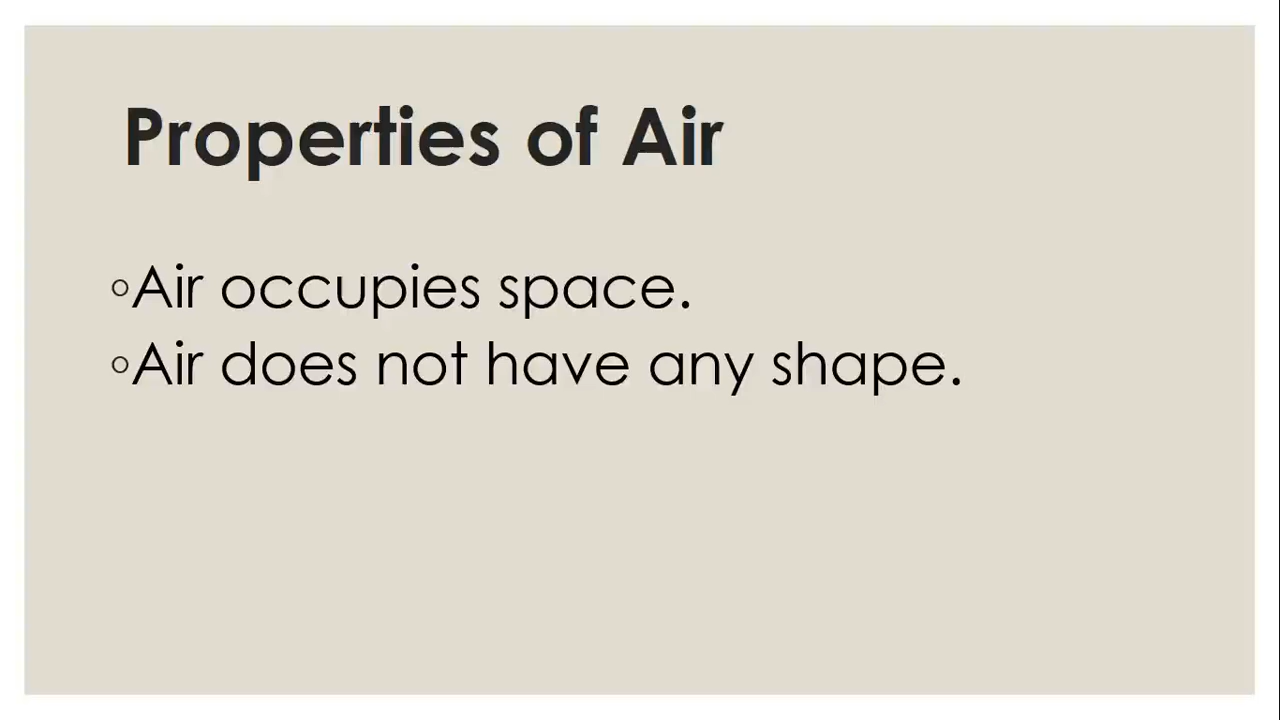 Properties of Air
◦Air occupies space.
◦Air does not have any shape.